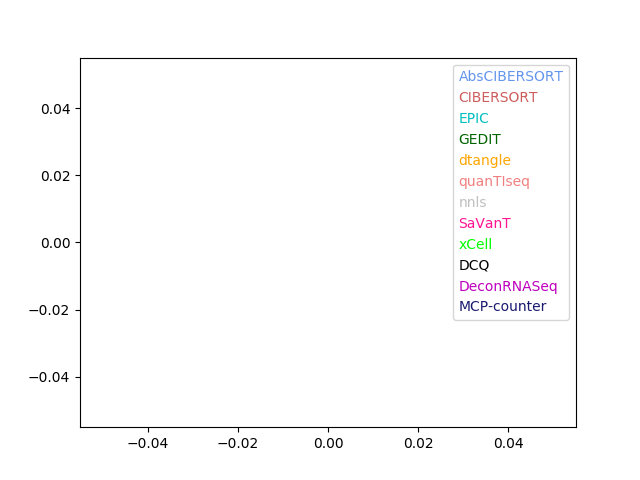 AbsCIBERSORT
CIBERSORT
EPIC
GEDIT
dtangle
quanTIseq
nnls
SaVanT
xCell
DCQ
DeconRNASeq
MCP-counter
0.04
0.02
0.00
−0.02
−0.04
−0.04 −0.02 0.00 0.02 0.04